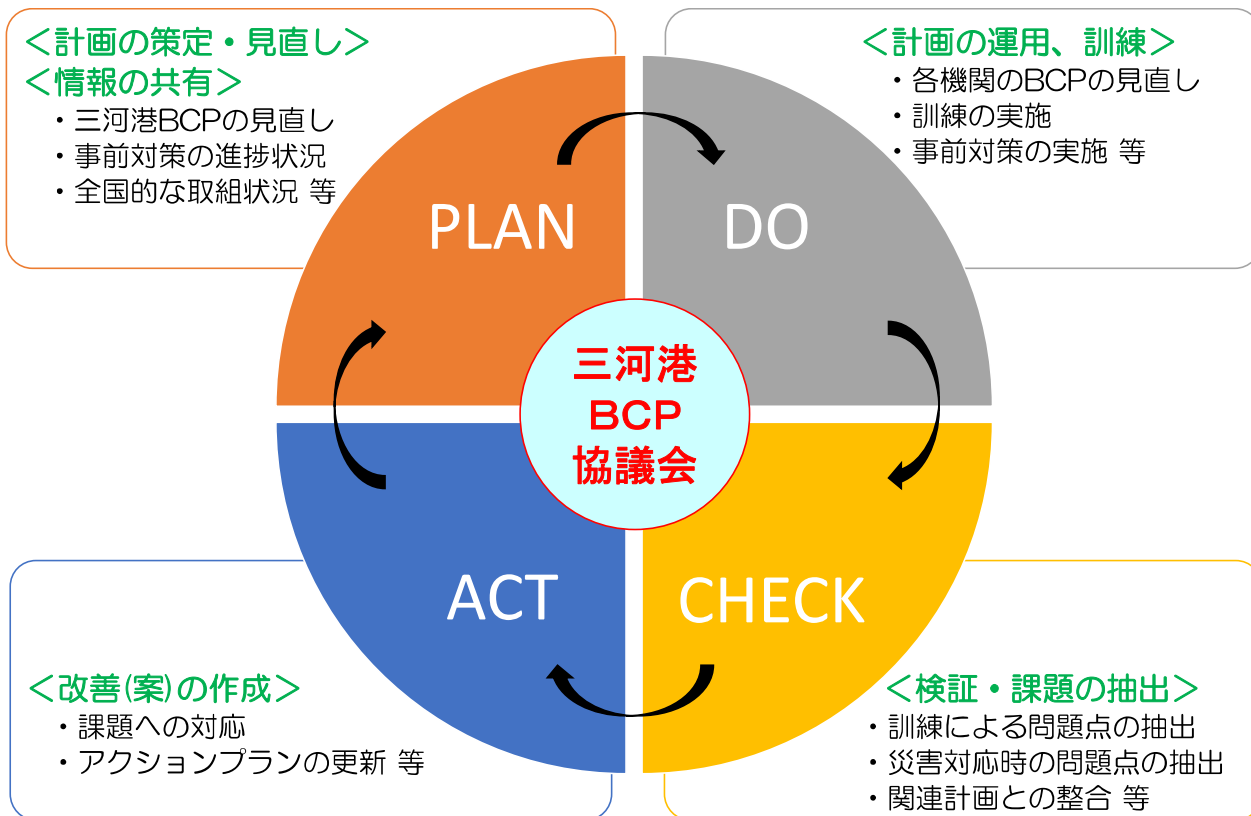 <計画の策定・見直し>
<情報の共有>
・三河港BCPの見直し
・事前対策の進捗状況
・全国的な取組状況 等
PLAN
<計画の運用、訓練>
・各機関のBCPの見直し
・訓練の実施
・事前対策の実施 等
DO
三河港
BCP
協議会
ACT
<改善(案)の作成>
・課題への対応
・アクションプランの更新 等
CHECK
<検証・課題の抽出>
・訓練による問題点の抽出
・災害対応時の問題点の抽出
・関連計画との整合 等